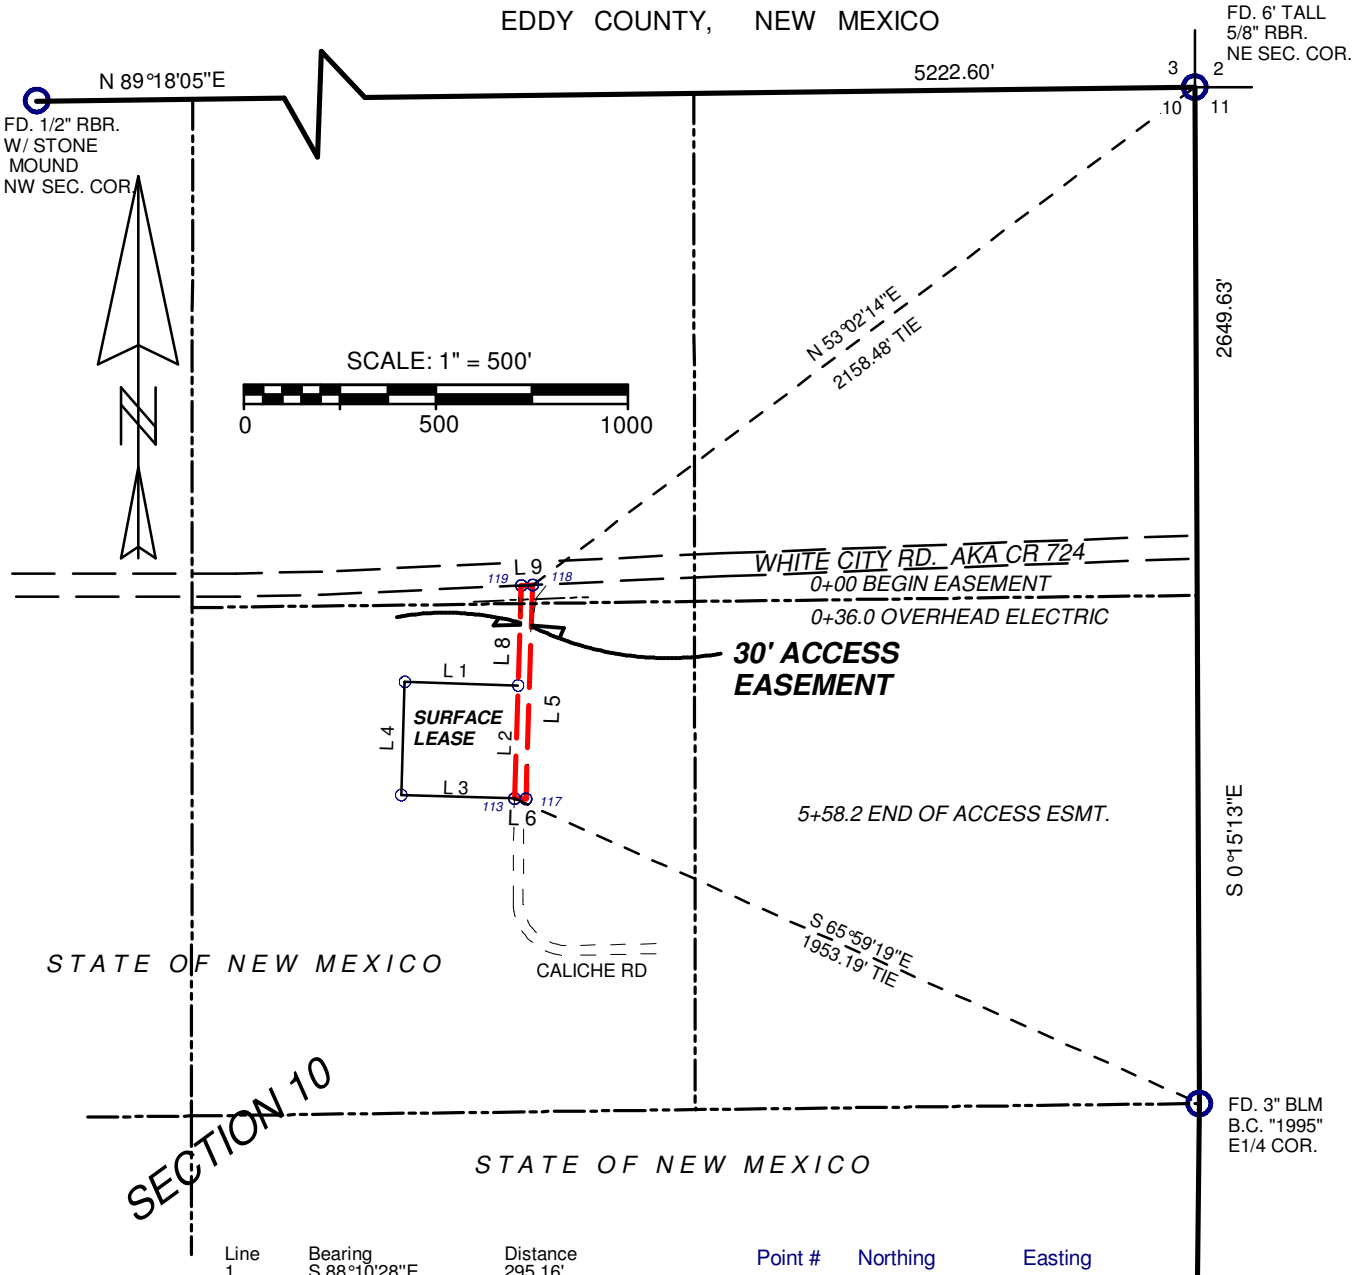 EDDY COUNTY, NEW MEXICO
FD. 6' TALL
5/8" RBR.
NE SEC. COR.
N 89°18'05"E
5222.60'
3
2
10
11
FD. 1/2" RBR.
W/ STONE
MOUND
NW SEC. COR.
N
2649.63'
N 53°02'14"E
2158.48' TIE
SCALE: 1" = 500'
0
500
1000
WHITE CITY RD. AKA CR 724
L 9
119
118
0+00 BEGIN EASEMENT
0+36.0 OVERHEAD ELECTRIC
30' ACCESS
EASEMENT
L 8
L 1
L 5
SURFACE
LEASE
L 4
L 2
L 3
113
117
L 6
5+58.2 END OF ACCESS ESMT.
S 0°15'13"E
S 65°59'19"E
1953.19' TIE
STATE OF NEW MEXICO
CALICHE RD
SECTION 10
FD. 3" BLM
B.C. "1995"
E1/4 COR.
STATE OF NEW MEXICO
Line Bearing Distance
1 S 88°10'28"E 295.16'
Point # Northing Easting